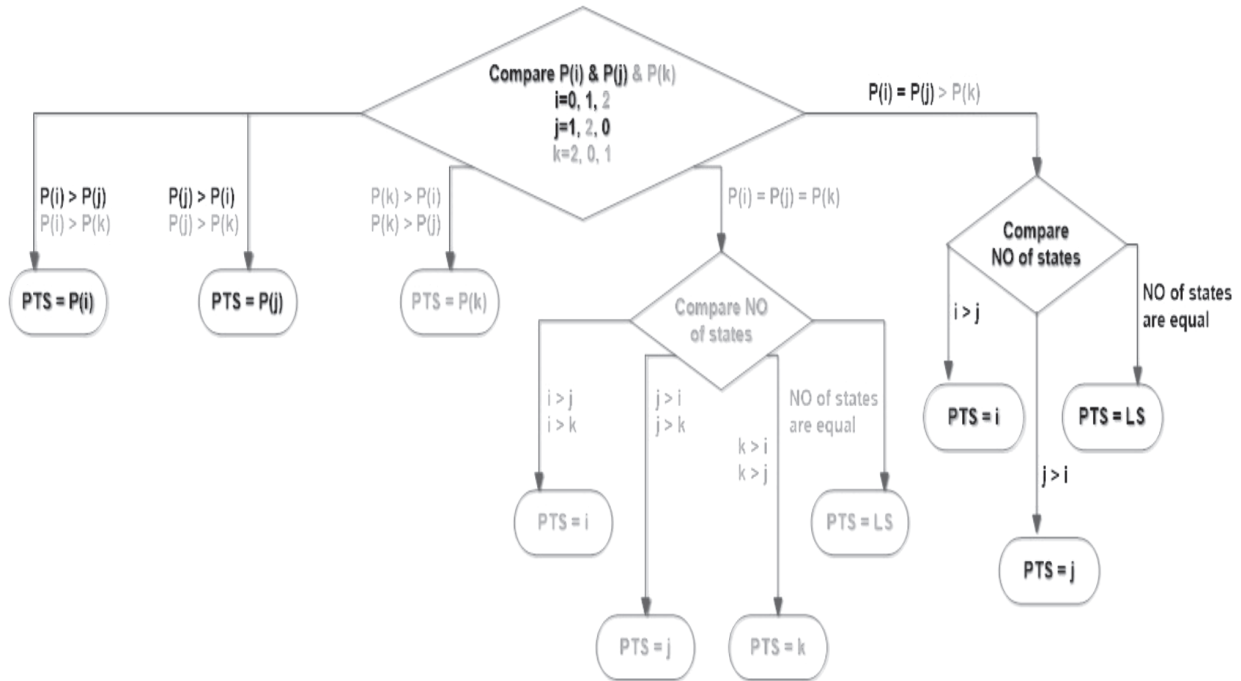 Compare P(i) & P(j) & P(k)
i=0, 1, 2
j=1, 2, 0
k=2, 0, 1
P(i) = P(j) > P(k)
P(i) > P(j)
P(i) > P(k)
P(j) > P(i)
P(j) > P(k)
P(k) > P(i)
P(k) > P(j)
P(i) = P(j) = P(k)
PTS = P(i)
PTS = P(j)
PTS = P(k)
Compare NO
of states
i > j
i > k
j > i
j > k
k > i
k > j
NO of states
are equal
PTS = i
PTS = j
PTS = k
PTS = LS
Compare
NO of states
i > j
NO of states
are equal
PTS = i
PTS = LS
j > i
PTS = j